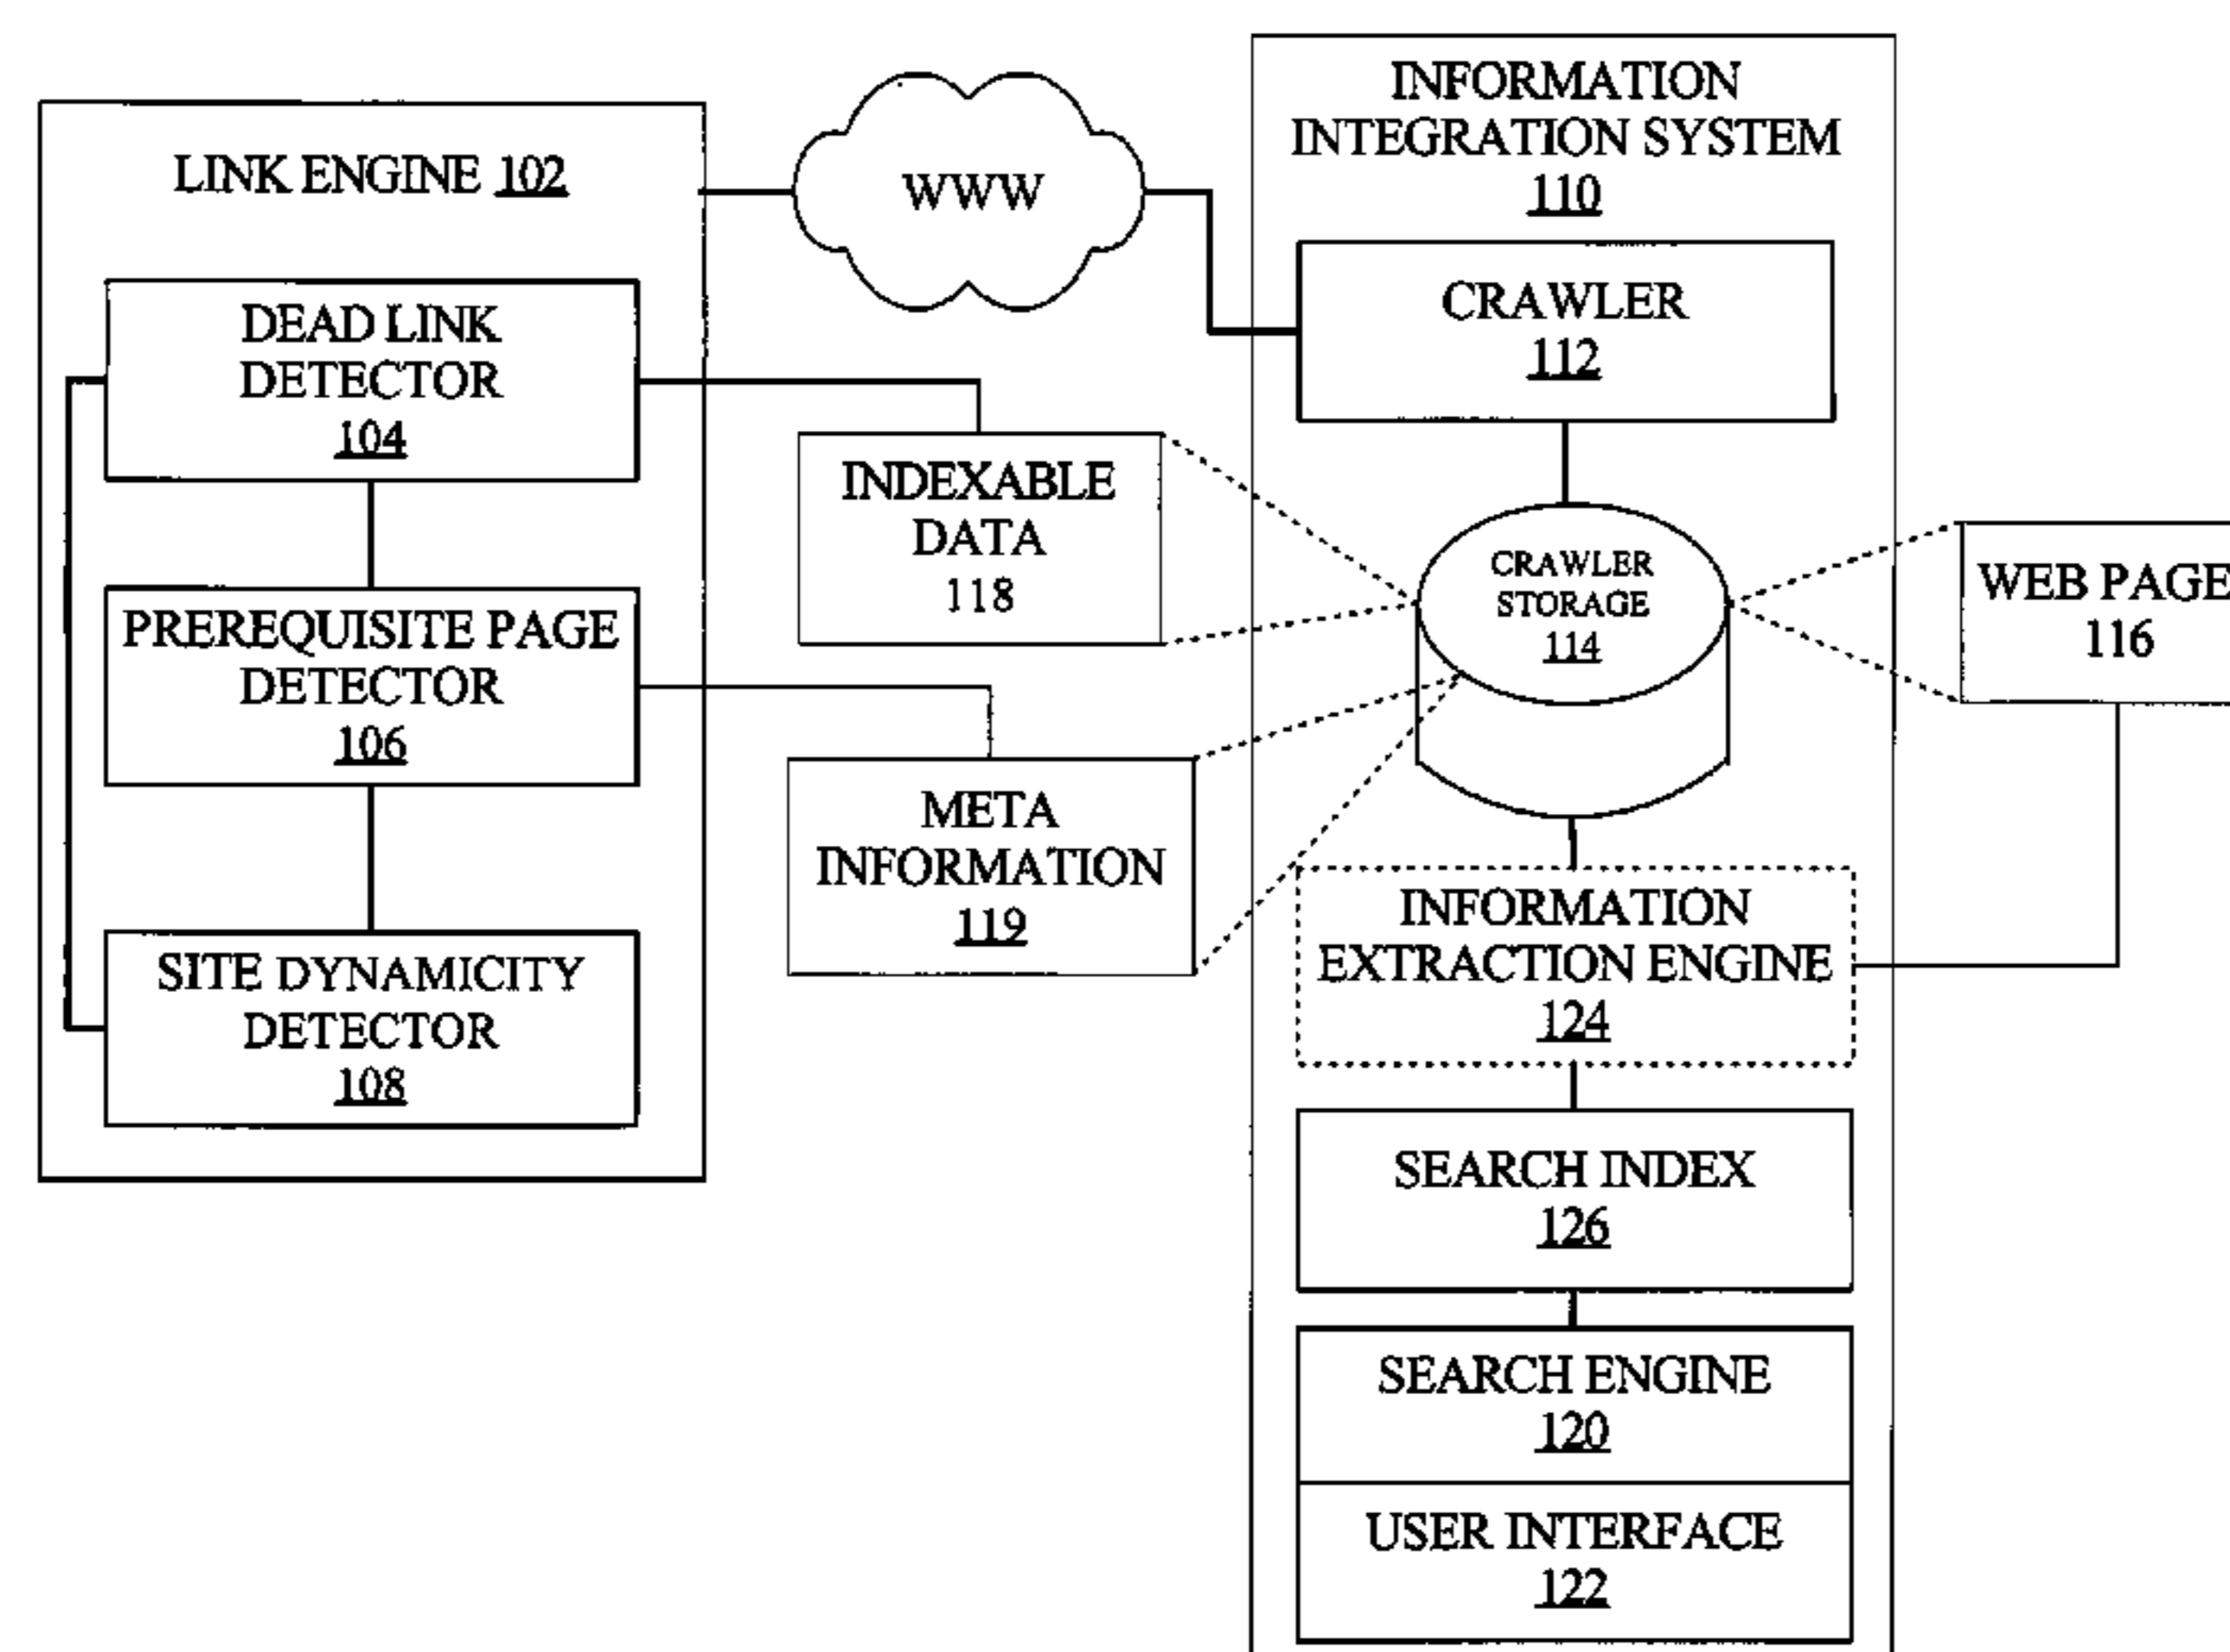 LINK ENGINE 102
DEAD LINK
DETECTOR
104
PREREQUISITE PAGE
DETECTOR
106
SITE DYNAMICITY
DETECTOR
108
WWW
INDEXABLE
DATA
118
META
INFORMATION
119
INFORMATION
INTEGRATION SYSTEM
110
CRAWLER
112
CRAWLER
STORAGE
114
INFORMATION
EXTRACTION ENGINE
124
SEARCH INDEX
126
SEARCH ENGINE
120
USER INTERFACE
122
WEB PAGE
116